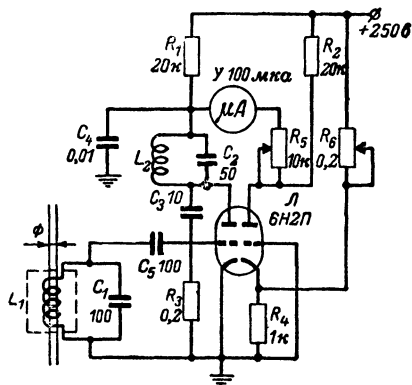 +250в
R₁
20к
R₂
20к
У 100 мка
μА
C₄
0,01
L₂
C₂
50
R₅
10к
R₆
0,2
C₃ 10
Л
6Н2П
Ф
C₅ 100
L₁
C₁
100
R₃
0,2
R₄
1к